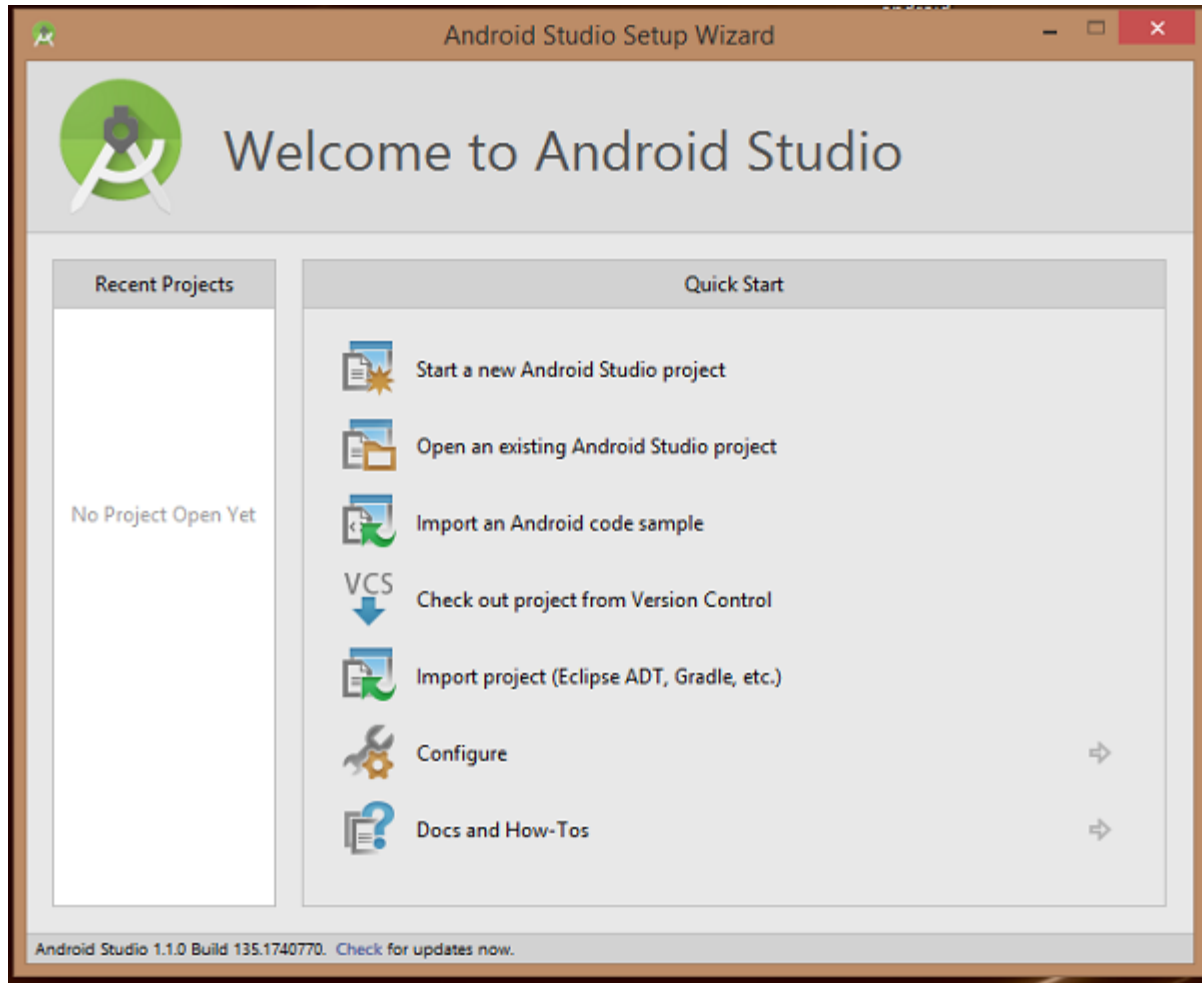 Android Studio Setup Wizard
Welcome to Android Studio
Recent Projects
No Project Open Yet
Quick Start
Start a new Android Studio project
Open an existing Android Studio project
Import an Android code sample
VCS
Check out project from Version Control
Import project (Eclipse ADT, Gradle, etc.)
Configure
Docs and How-Tos
Android Studio 1.1.0 Build 135.1740770. Check for updates now.